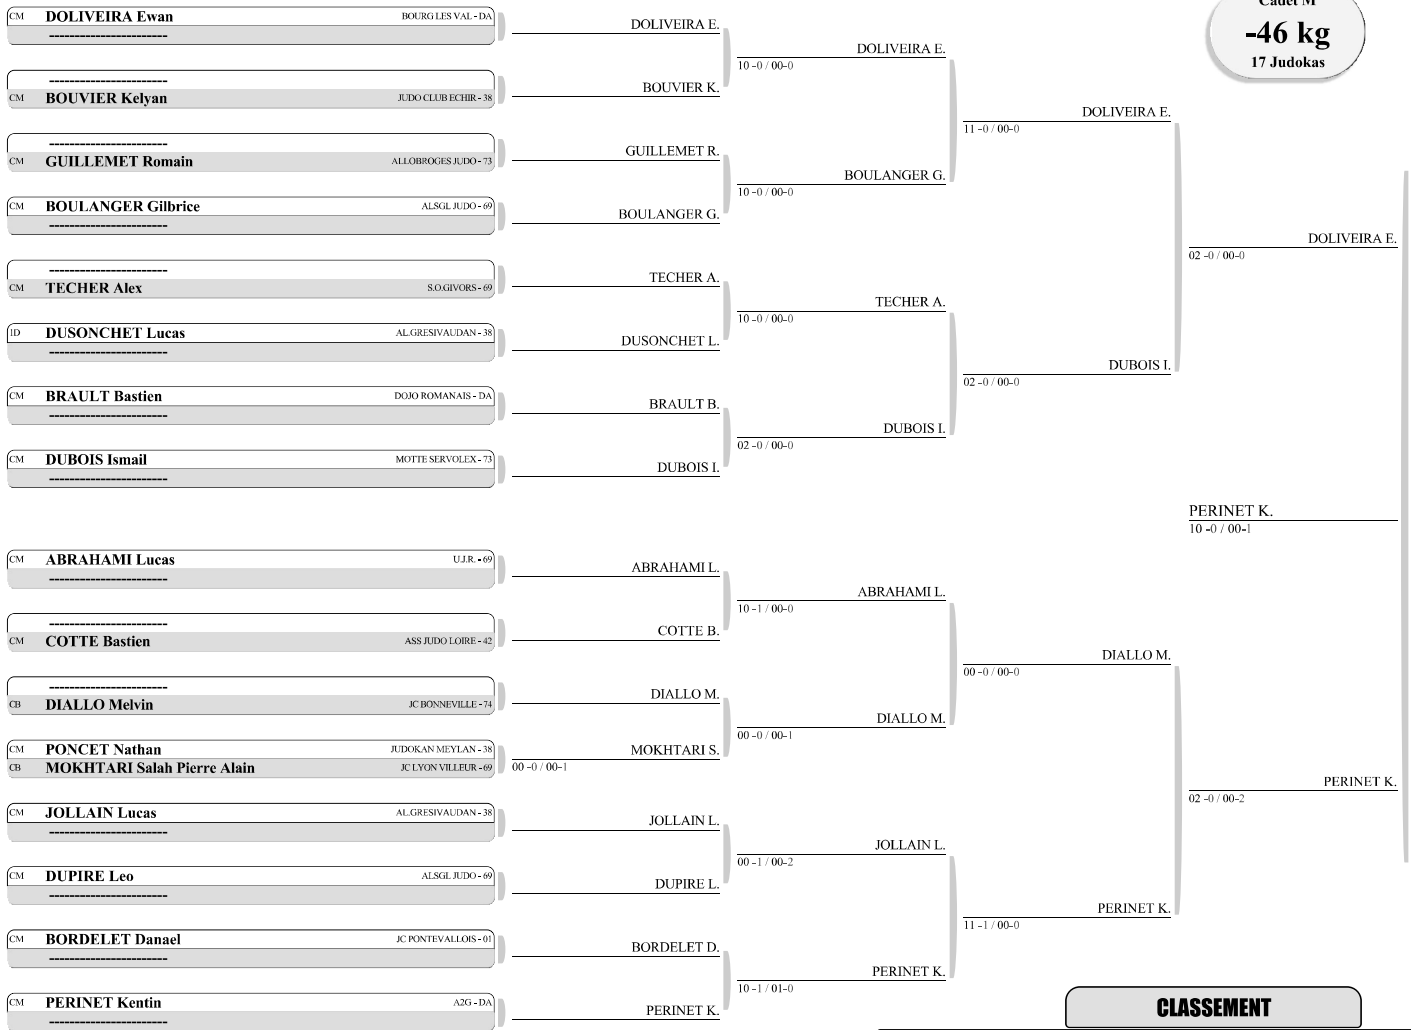 Cadet M
-46 kg
17 Judokas
CM DOLIVEIRA Ewan BOURG LES VAL - DA
------------------------
------------------------
CM BOUVIER Kelyan JUDO CLUB ECHIR - 38
------------------------
CM GUILLEMET Romain ALLOBROGES JUDO - 73
CM BOULANGER Gilbrice ALSGL JUDO - 69
------------------------
------------------------
CM TECHER Alex S.O.GIVORS - 69
1D DUSONCHET Lucas AL.GRESIVAUDAN - 38
------------------------
CM BRAULT Bastien DOJO ROMANAIS - DA
------------------------
CM DUBOIS Ismail MOTTE SERVOLEX - 73
------------------------
CM ABRAHAMI Lucas U.J.R. - 69
------------------------
------------------------
CM COTTE Bastien ASS JUDO LOIRE - 42
------------------------
CB DIALLO Melvin JC BONNEVILLE - 74
CM PONCET Nathan JUDOKAN MEYLAN - 38
CB MOKHTARI Salah Pierre Alain JC LYON VILLEUR - 69
CM JOLLAIN Lucas AL.GRESIVAUDAN - 38
------------------------
CM DUPIRE Leo ALSGL JUDO - 69
------------------------
CM BORDELET Danael JC PONTEVALLOIS - 01
------------------------
CM PERINET Kentin A2G - DA
------------------------
DOLIVEIRA E.
BOUVIER K.
GUILLEMET R.
BOULANGER G.
TECHER A.
DUSONCHET L.
BRAULT B.
DUBOIS I.
ABRAHAMI L.
COTTE B.
DIALLO M.
MOKHTARI S.
00 -0 / 00-1
JOLLAIN L.
DUPIRE L.
BORDELET D.
PERINET K.
DOLIVEIRA E.
10 -0 / 00-0
BOULANGER G.
10 -0 / 00-0
TECHER A.
10 -0 / 00-0
DUBOIS I.
02 -0 / 00-0
ABRAHAMI L.
10 -1 / 00-0
DIALLO M.
00 -0 / 00-1
JOLLAIN L.
00 -1 / 00-2
PERINET K.
10 -1 / 01-0
DOLIVEIRA E.
11 -0 / 00-0
DUBOIS I.
02 -0 / 00-0
DIALLO M.
00 -0 / 00-0
PERINET K.
11 -1 / 00-0
DOLIVEIRA E.
02 -0 / 00-0
PERINET K.
10 -0 / 00-1
PERINET K.
02 -0 / 00-2
CLASSEMENT